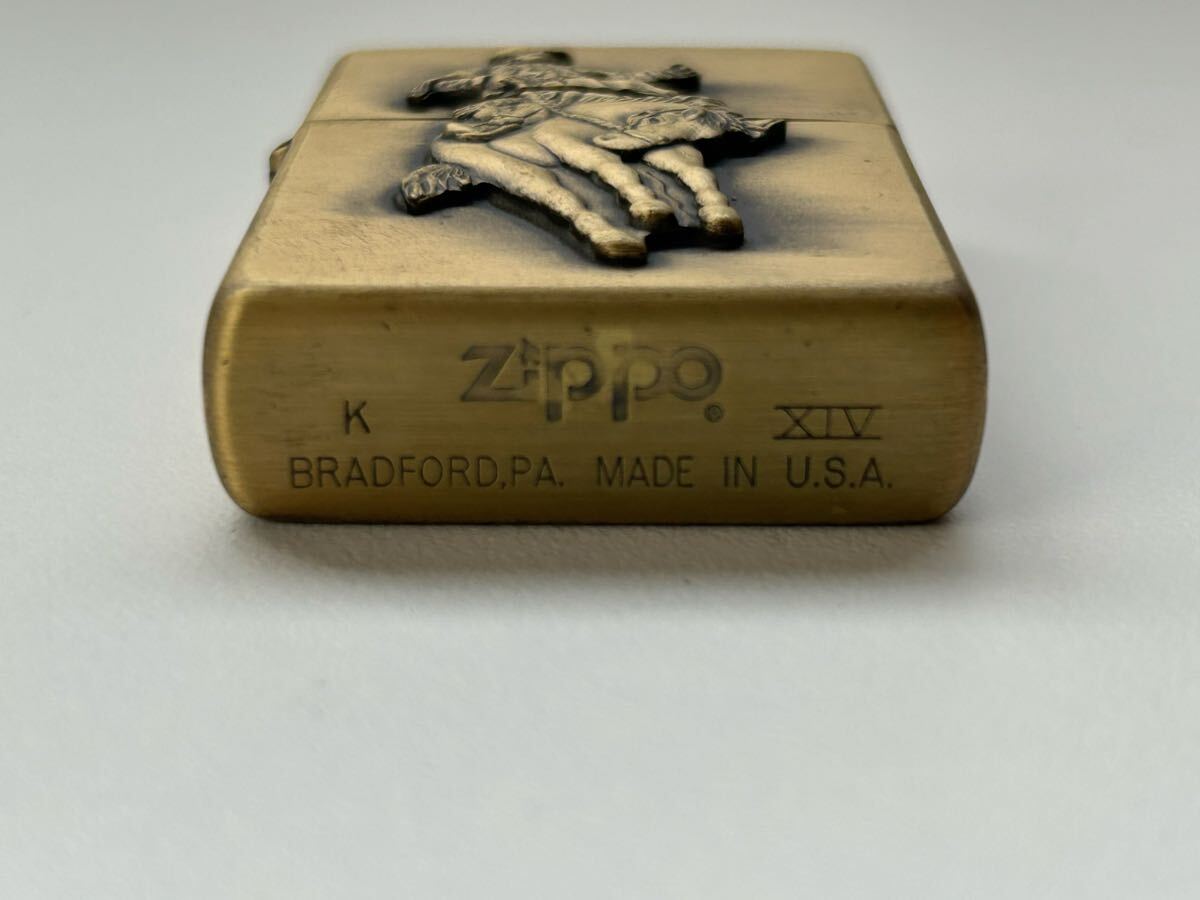 Zippo®
K XIV
BRADFORD,PA. MADE IN U.S.A.